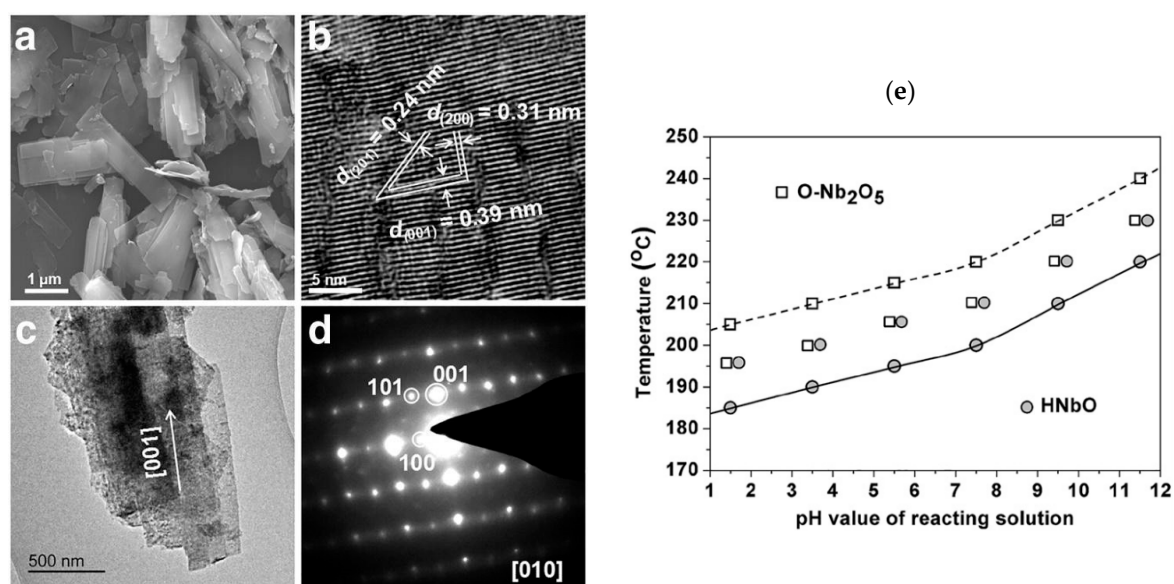 a
1 µm
b
d(201) = 0.24 nm
d(200) = 0.31 nm
d(001) = 0.39 nm
5 nm
c
[001]
500 nm
d
101
001
100
[010]
(e)
250
240
230
220
210
200
190
180
170
Temperature (°C)
O-Nb2O5
HNbO
1 2 3 4 5 6 7 8 9 10 11 12
pH value of reacting solution